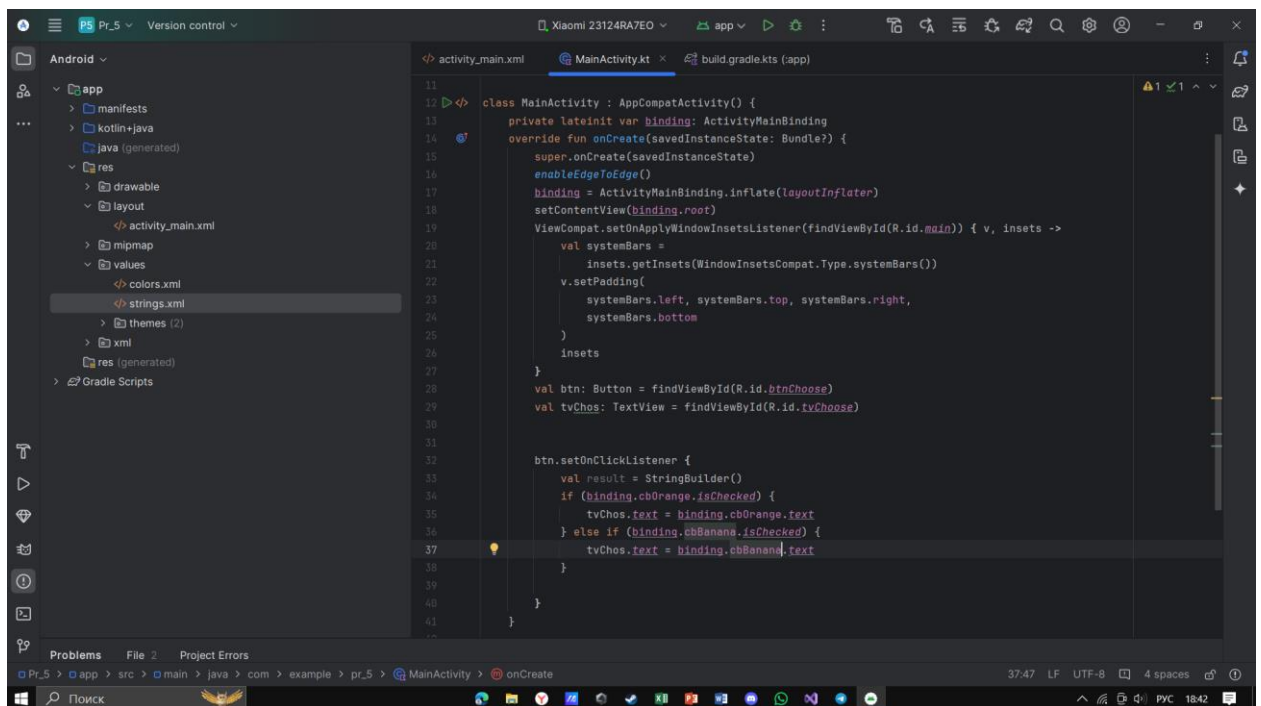 P5 Pr_5 Version control Xiaomi 23124RA7EO app
Android
activity_main.xml MainActivity.kt build.gradle.kts (:app)
app
manifests
kotlin+java
java (generated)
res
drawable
layout
activity_main.xml
mipmap
values
colors.xml
strings.xml
themes (2)
xml
res (generated)
Gradle Scripts
1 1
11
12 class MainActivity : AppCompatActivity() {
13 private lateinit var binding: ActivityMainBinding
14 override fun onCreate(savedInstanceState: Bundle?) {
15 super.onCreate(savedInstanceState)
16 enableEdgeToEdge()
17 binding = ActivityMainBinding.inflate(layoutInflater)
18 setContentView(binding.root)
19 ViewCompat.setOnApplyWindowInsetsListener(findViewById(R.id.main)) { v, insets ->
20 val systemBars =
21 insets.getInsets(WindowInsetsCompat.Type.systemBars())
22 v.setPadding(
23 systemBars.left, systemBars.top, systemBars.right,
24 systemBars.bottom
25 )
26 insets
27 }
28 val btn: Button = findViewById(R.id.btnChoose)
29 val tvChos: TextView = findViewById(R.id.tvChoose)
30
31
32 btn.setOnClickListener {
33 val result = StringBuilder()
34 if (binding.cbOrange.isChecked) {
35 tvChos.text = binding.cbOrange.text
36 } else if (binding.cbBanana.isChecked) {
37 tvChos.text = binding.cbBanana.text
38 }
39
40 }
41 }
Problems File 2 Project Errors
Pr_5 > app > src > main > java > com > example > pr_5 > MainActivity > onCreate 37:47 LF UTF-8 4 spaces
Поиск РУС 18:42